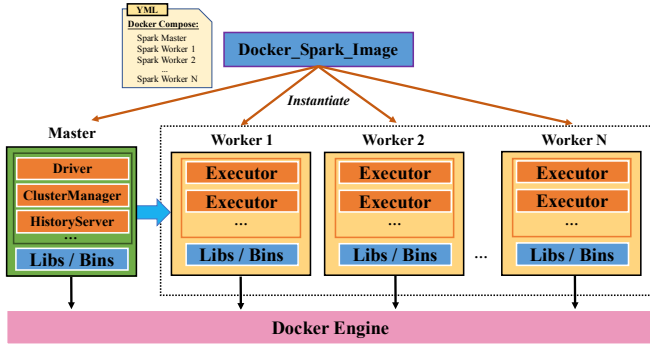 YML
Docker Compose:
Spark Master
Spark Worker 1
Spark Worker 2
...
Spark Worker N
Docker_Spark_Image
Instantiate
Master
Driver
ClusterManager
HistoryServer
...
Libs / Bins
Worker 1
Executor
Executor
...
Libs / Bins
Worker 2
Executor
Executor
...
Libs / Bins
...
Worker N
Executor
Executor
...
Libs / Bins
Docker Engine